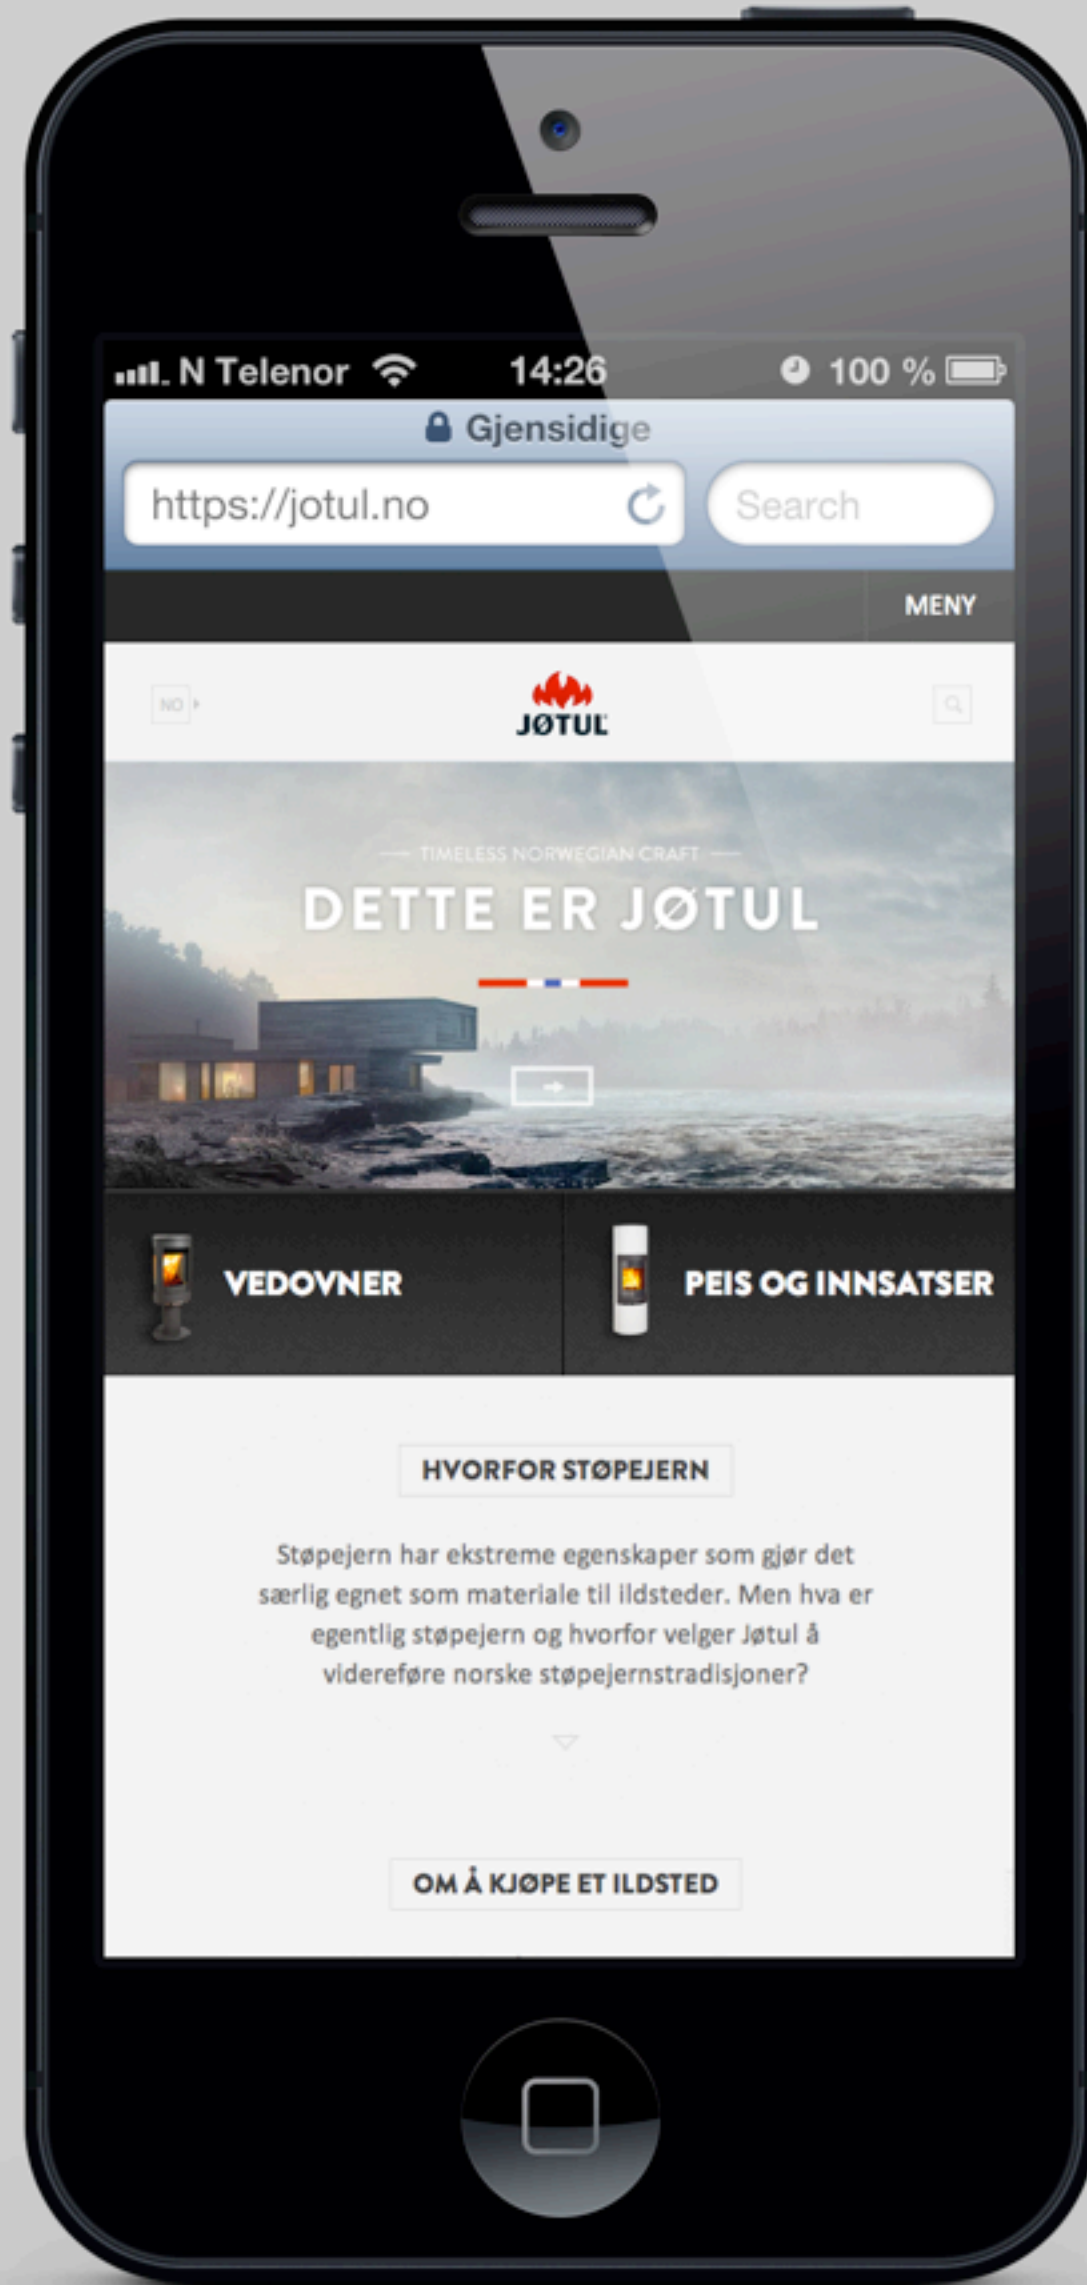 N Telenor 14:26 100 %
Gjensidige
https://jotul.no Search
MENY
NO
JØTUL
TIMELESS NORWEGIAN CRAFT
DETTE ER JØTUL
VEDOVNER PEIS OG INNSATSER
HVORFOR STØPEJERN
Støpejern har ekstreme egenskaper som gjør det
særlig egnet som materiale til ildsteder. Men hva er
egentlig støpejern og hvorfor velger Jøtul å
videreføre norske støpejernstradisjoner?
OM Å KJØPE ET ILDSTED